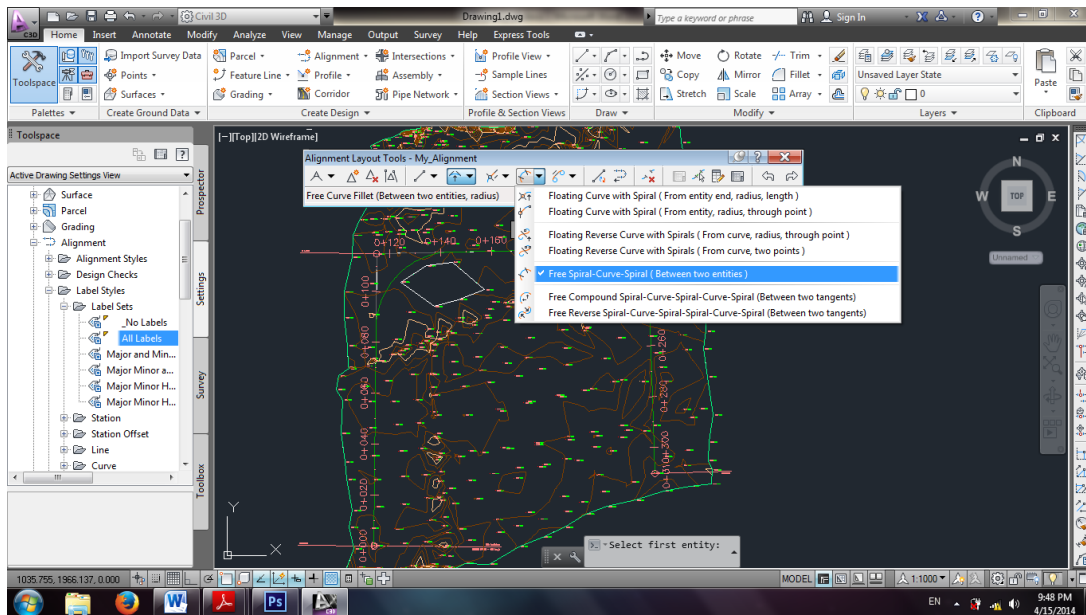 C3D
Civil 3D
Drawing1.dwg
Type a keyword or phrase
Sign In
Home Insert Annotate Modify Analyze View Manage Output Survey Help Express Tools
Toolspace
Import Survey Data
Points
Surfaces
Parcel
Feature Line
Grading
Alignment
Profile
Corridor
Intersections
Assembly
Pipe Network
Profile View
Sample Lines
Section Views
Move
Copy
Stretch
Rotate
Mirror
Scale
Trim
Fillet
Array
Unsaved Layer State
0
Paste
Palettes
Create Ground Data
Create Design
Profile & Section Views
Draw
Modify
Layers
Clipboard
Toolspace
Active Drawing Settings View
Surface
Parcel
Grading
Alignment
Alignment Styles
Design Checks
Label Styles
Label Sets
_No Labels
All Labels
Major and Min...
Major Minor a...
Major Minor H...
Major Minor H...
Station
Station Offset
Line
Curve
Prospector
Settings
Survey
Toolbox
[−][Top][2D Wireframe]
Alignment Layout Tools - My_Alignment
Free Curve Fillet (Between two entities, radius)
Floating Curve with Spiral ( From entity end, radius, length )
Floating Curve with Spiral ( From entity, radius, through point )
Floating Reverse Curve with Spirals ( From curve, radius, through point )
Floating Reverse Curve with Spirals ( From curve, two points )
Free Spiral-Curve-Spiral ( Between two entities )
Free Compound Spiral-Curve-Spiral-Curve-Spiral (Between two tangents)
Free Reverse Spiral-Curve-Spiral-Spiral-Curve-Spiral (Between two tangents)
N
W TOP E
S
Unnamed
0+120 0+140 0+160
0+100
0+080
0+060
0+040
0+020
0+000
0+260
0+280
0+300
Y
X
Select first entity:
1035.755, 1966.137, 0.000
MODEL
1:1000
W
Ps
EN
9:48 PM
4/15/2014